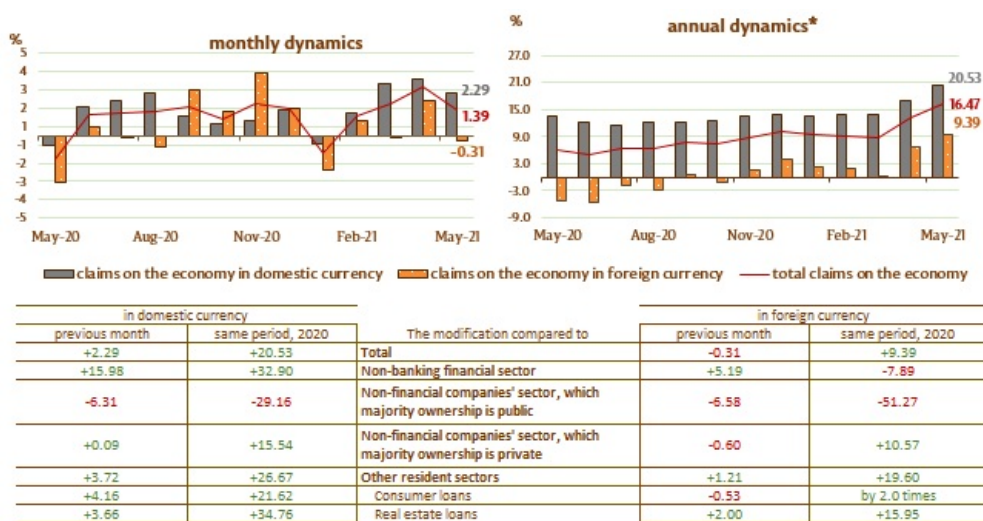 monthly dynamics
%
5
4
3
2
1
-1
-2
-3
-4
-5
2.29
1.39
-0.31
May-20 Aug-20 Nov-20 Feb-21 May-21
annual dynamics*
%
27.0
21.0
15.0
9.0
3.0
-3.0
-9.0
20.53
16.47
9.39
May-20 Aug-20 Nov-20 Feb-21 May-21
claims on the economy in domestic currency claims on the economy in foreign currency total claims on the economy
in domestic currency The modification compared to in foreign currency
previous month same period, 2020 previous month same period, 2020
+2.29 +20.53 Total -0.31 +9.39
+15.98 +32.90 Non-banking financial sector +5.19 -7.89
-6.31 -29.16 Non-financial companies' sector, which
majority ownership is public -6.58 -51.27
+0.09 +15.54 Non-financial companies' sector, which
majority ownership is private -0.60 +10.57
+3.72 +26.67 Other resident sectors +1.21 +19.60
+4.16 +21.62 Consumer loans -0.53 by 2.0 times
+3.66 +34.76 Real estate loans +2.00 +15.95